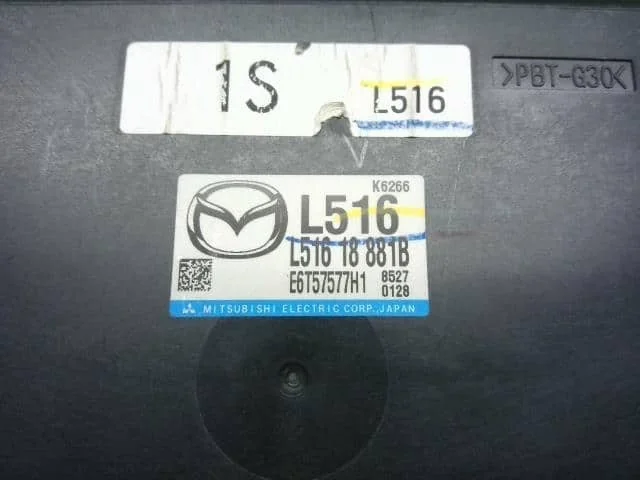 1S
L516
>PBT-G30<
K6266
L516
L516 18 881B
E6T57577H1 8527
0128
MITSUBISHI ELECTRIC CORP., JAPAN